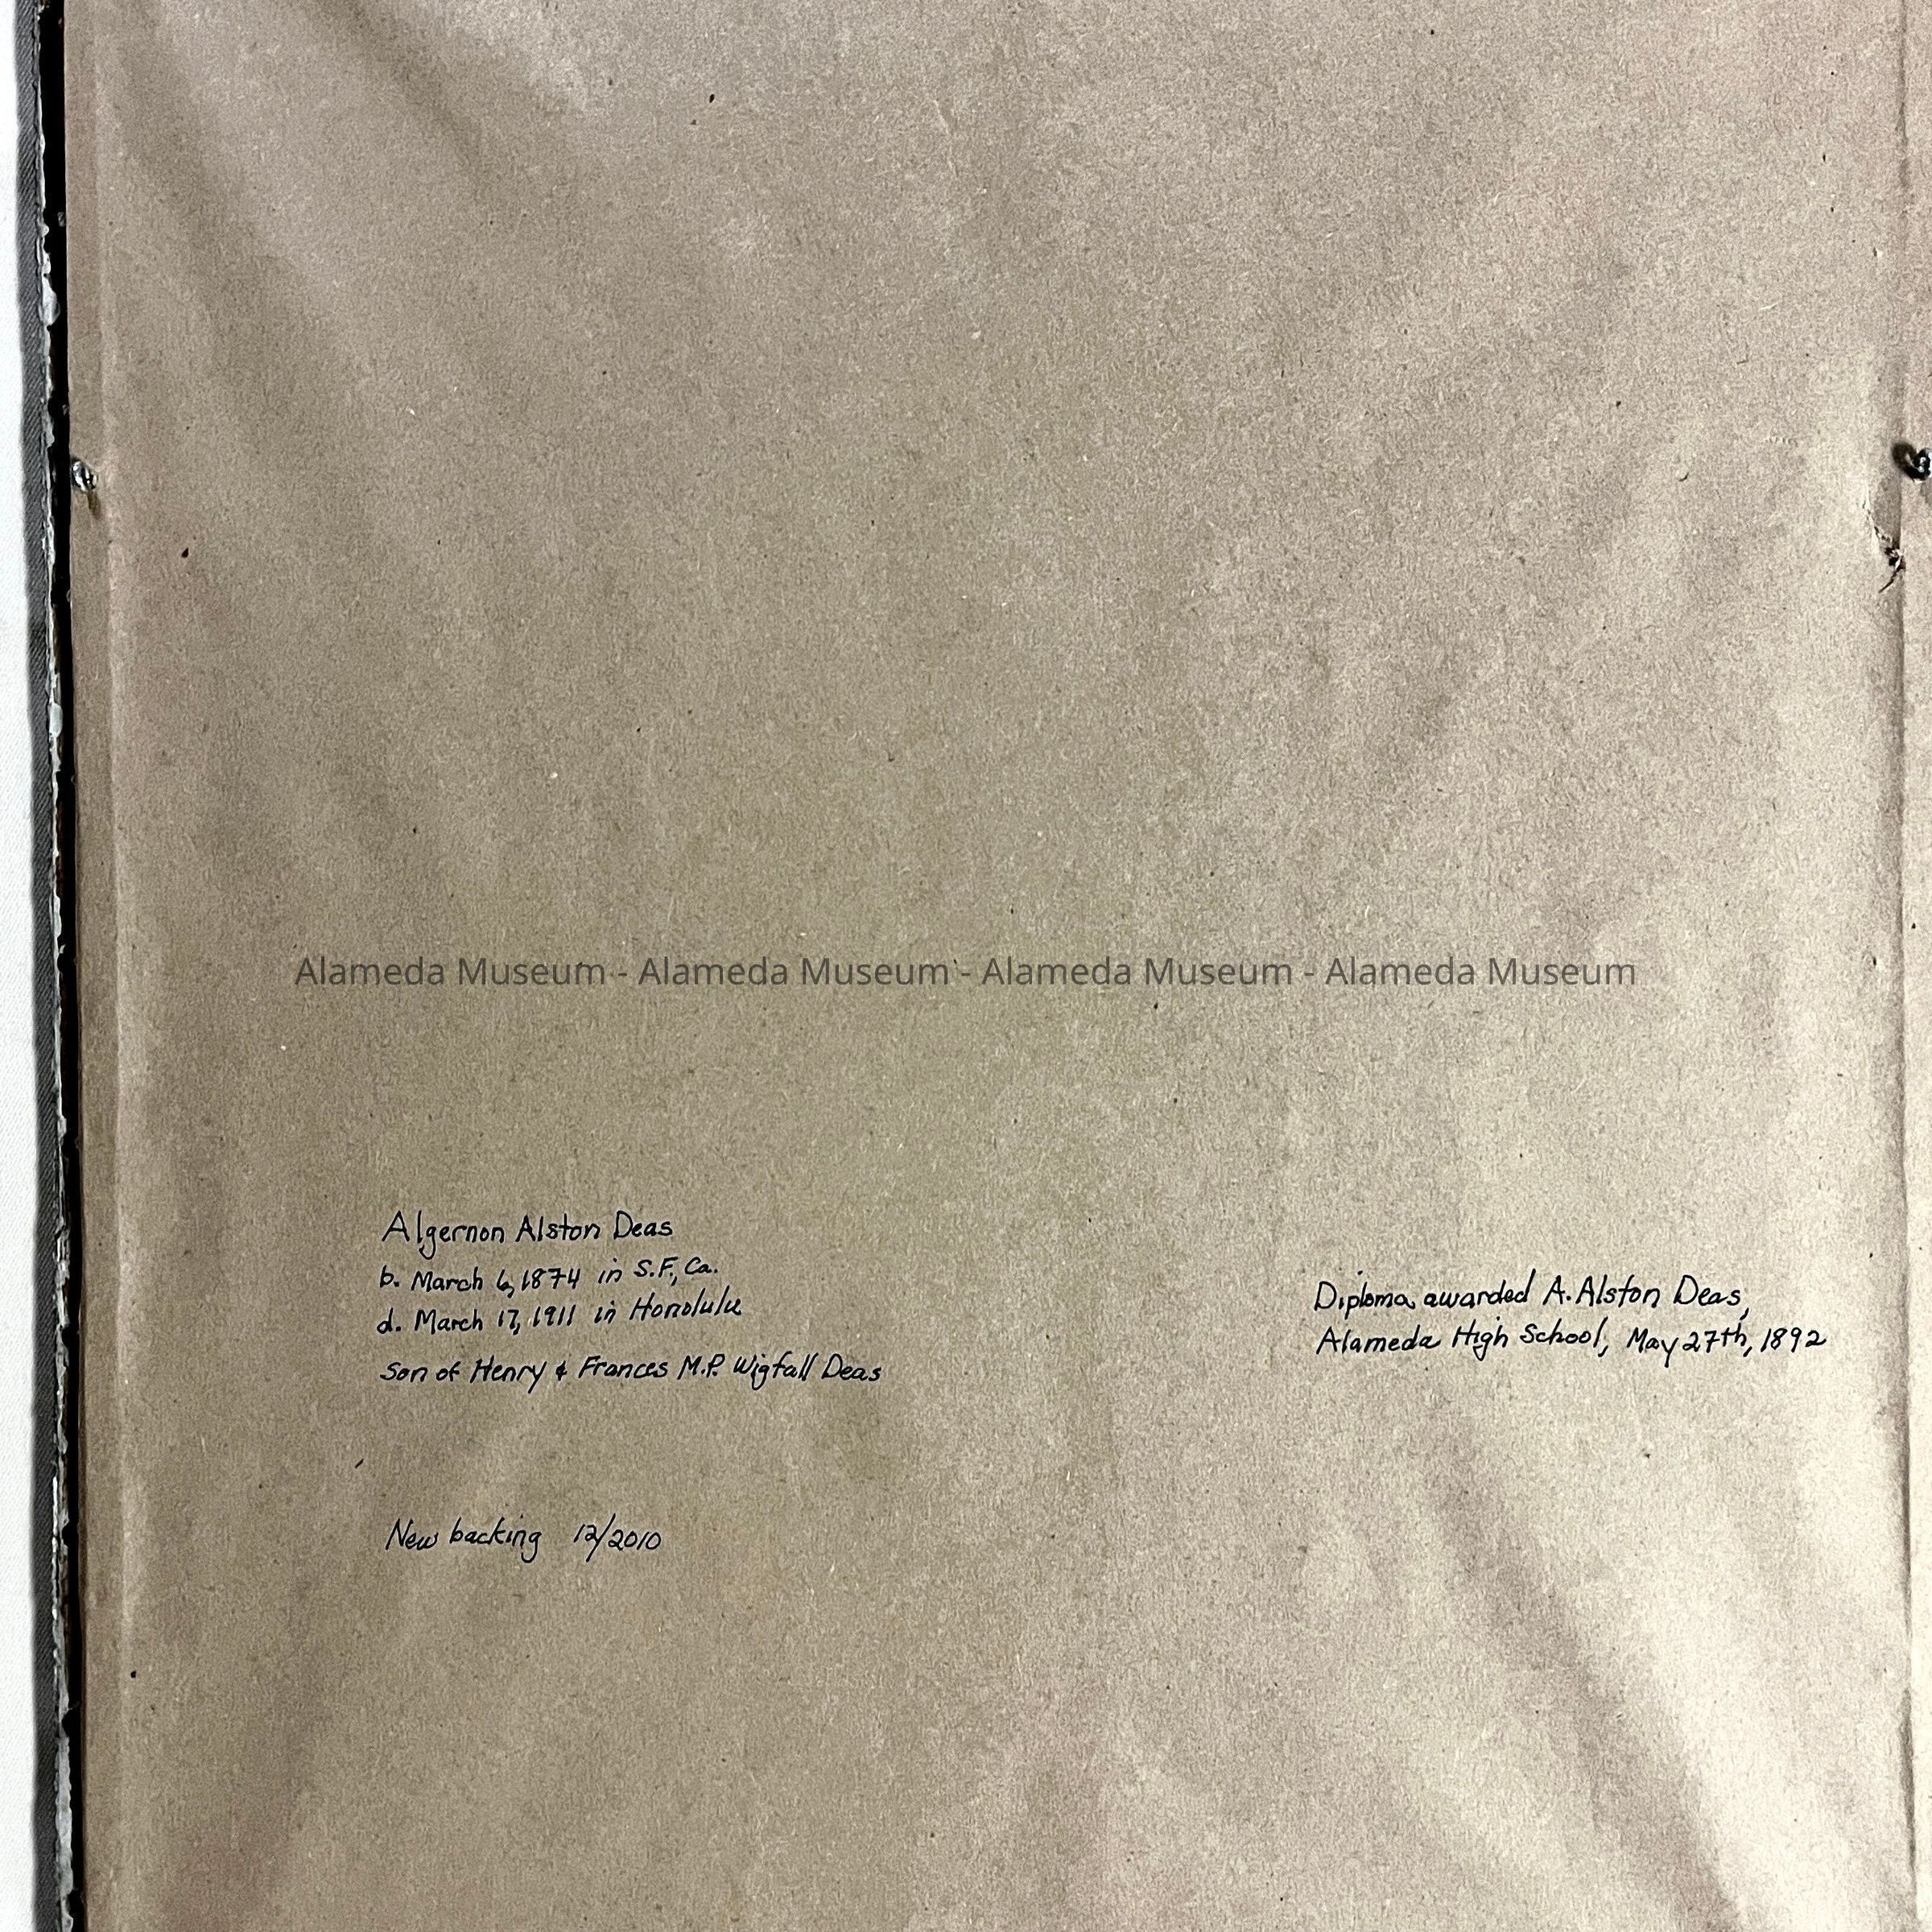 Alameda Museum - Alameda Museum - Alameda Museum - Alameda Museum
Algernon Alston Deas
b. March 6, 1874 in S.F., Ca.
d. March 17, 1911 in Honolulu
Son of Henry & Frances M.P. Wigfall Deas
New backing 12/2010
Diploma awarded A. Alston Deas,
Alameda High School, May 27th, 1892